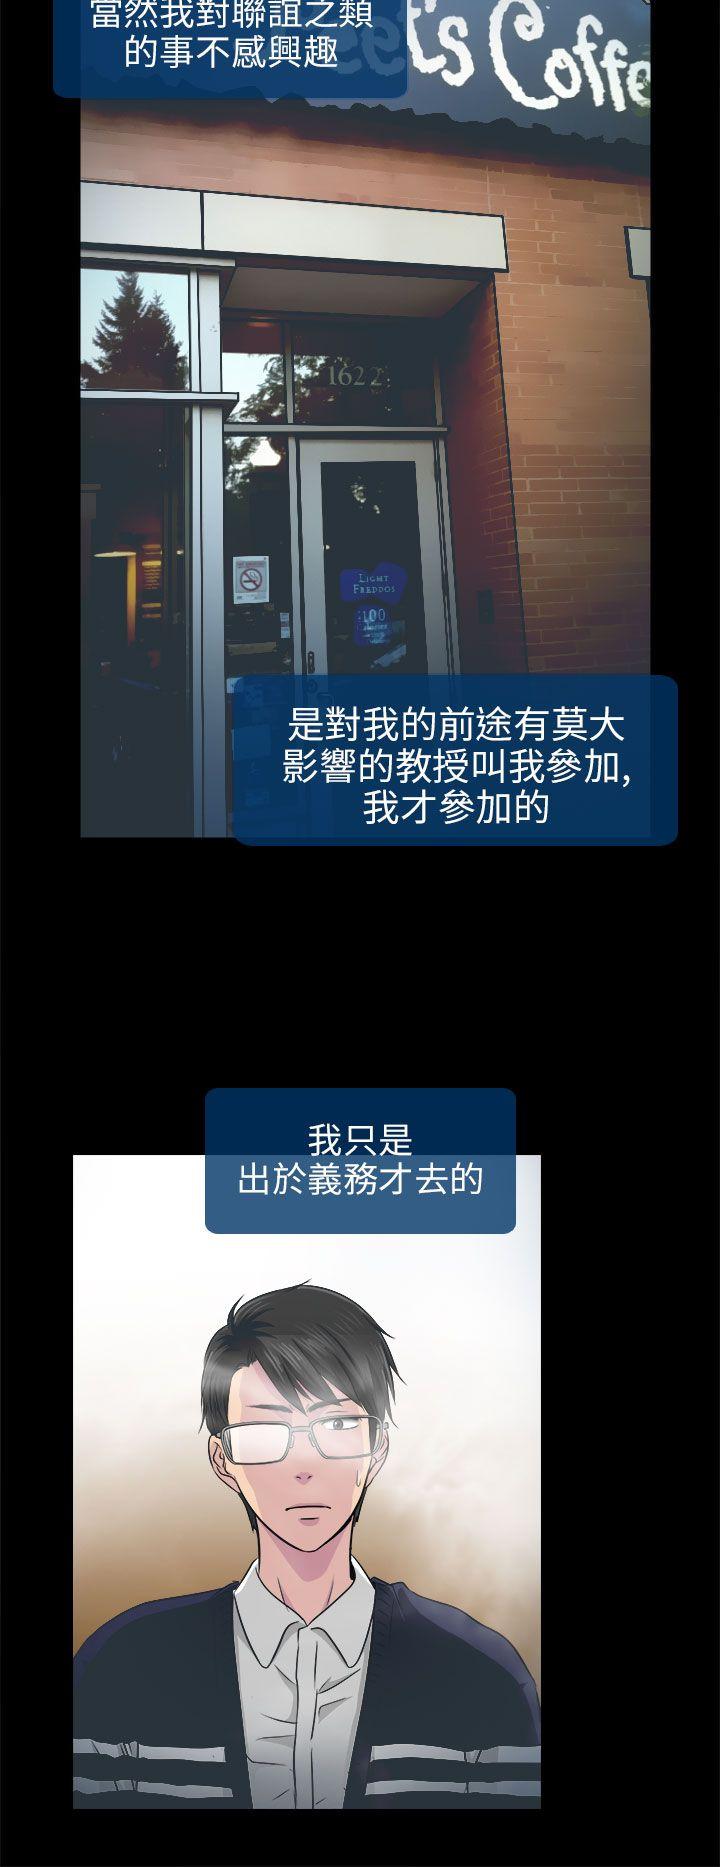 當然我對聯誼之類
的事不感興趣
eet's Coffe
1622
LIGHT
FREDDOS
100
是對我的前途有莫大
影響的教授叫我參加,
我才參加的
我只是
出於義務才去的